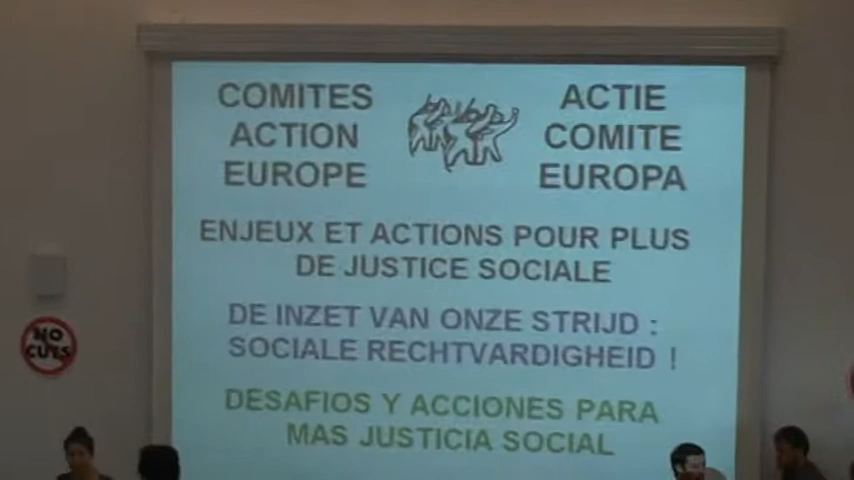 COMITES
ACTION
EUROPE
ACTIE
COMITE
EUROPA
ENJEUX ET ACTIONS POUR PLUS
DE JUSTICE SOCIALE
DE INZET VAN ONZE STRIJD :
SOCIALE RECHTVARDIGHEID !
DESAFIOS Y ACCIONES PARA
MAS JUSTICIA SOCIAL
NO
CUTS